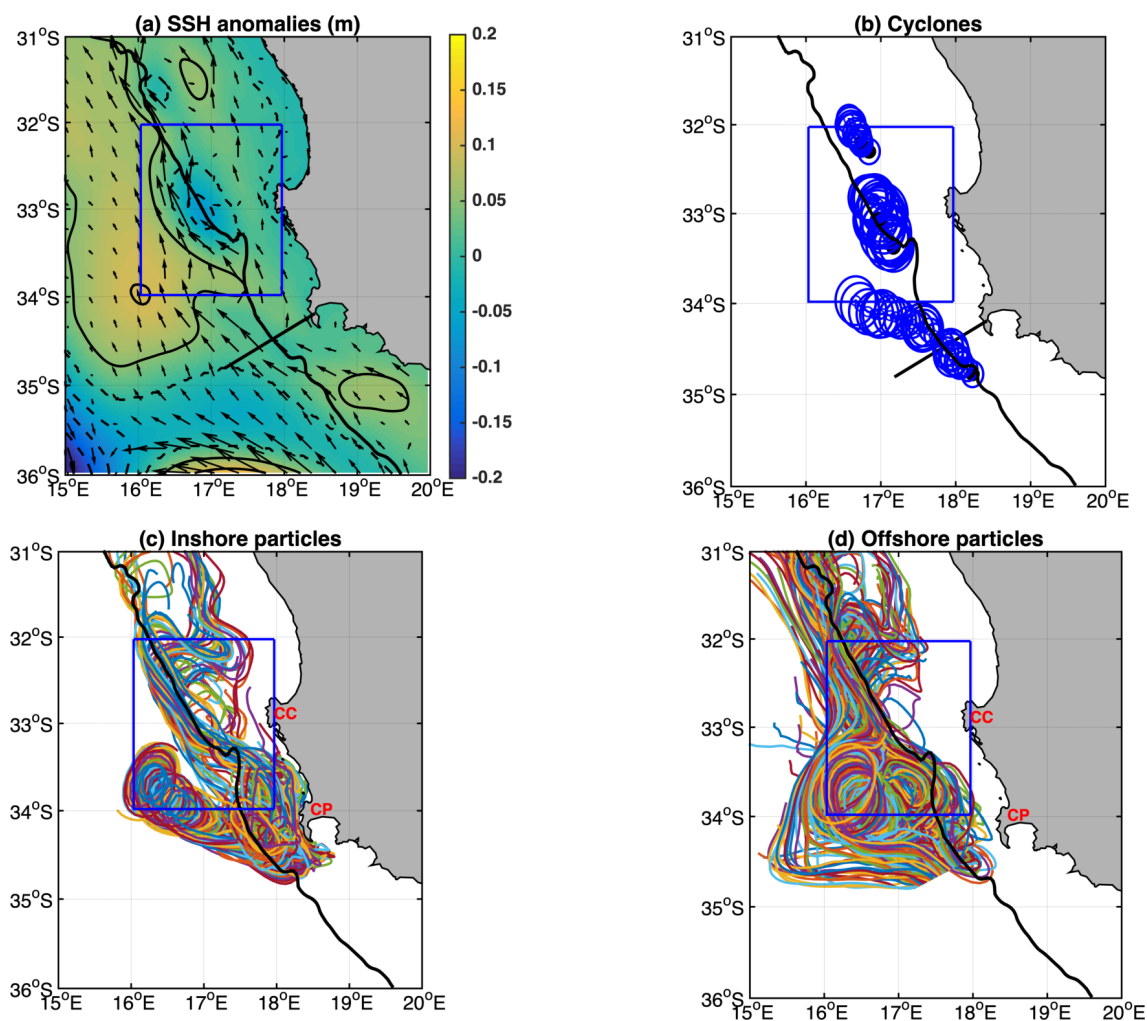 (a) SSH anomalies (m)
31°S
32°S
33°S
34°S
35°S
36°S
15°E
16°E
17°E
18°E
19°E
20°E
0.2
0.15
0.1
0.05
0
-0.05
-0.1
-0.15
-0.2
(b) Cyclones
31°S
32°S
33°S
34°S
35°S
36°S
15°E
16°E
17°E
18°E
19°E
20°E
(c) Inshore particles
31°S
32°S
33°S
34°S
35°S
36°S
15°E
16°E
17°E
18°E
19°E
20°E
CC
CP
(d) Offshore particles
31°S
32°S
33°S
34°S
35°S
36°S
15°E
16°E
17°E
18°E
19°E
20°E
CC
CP